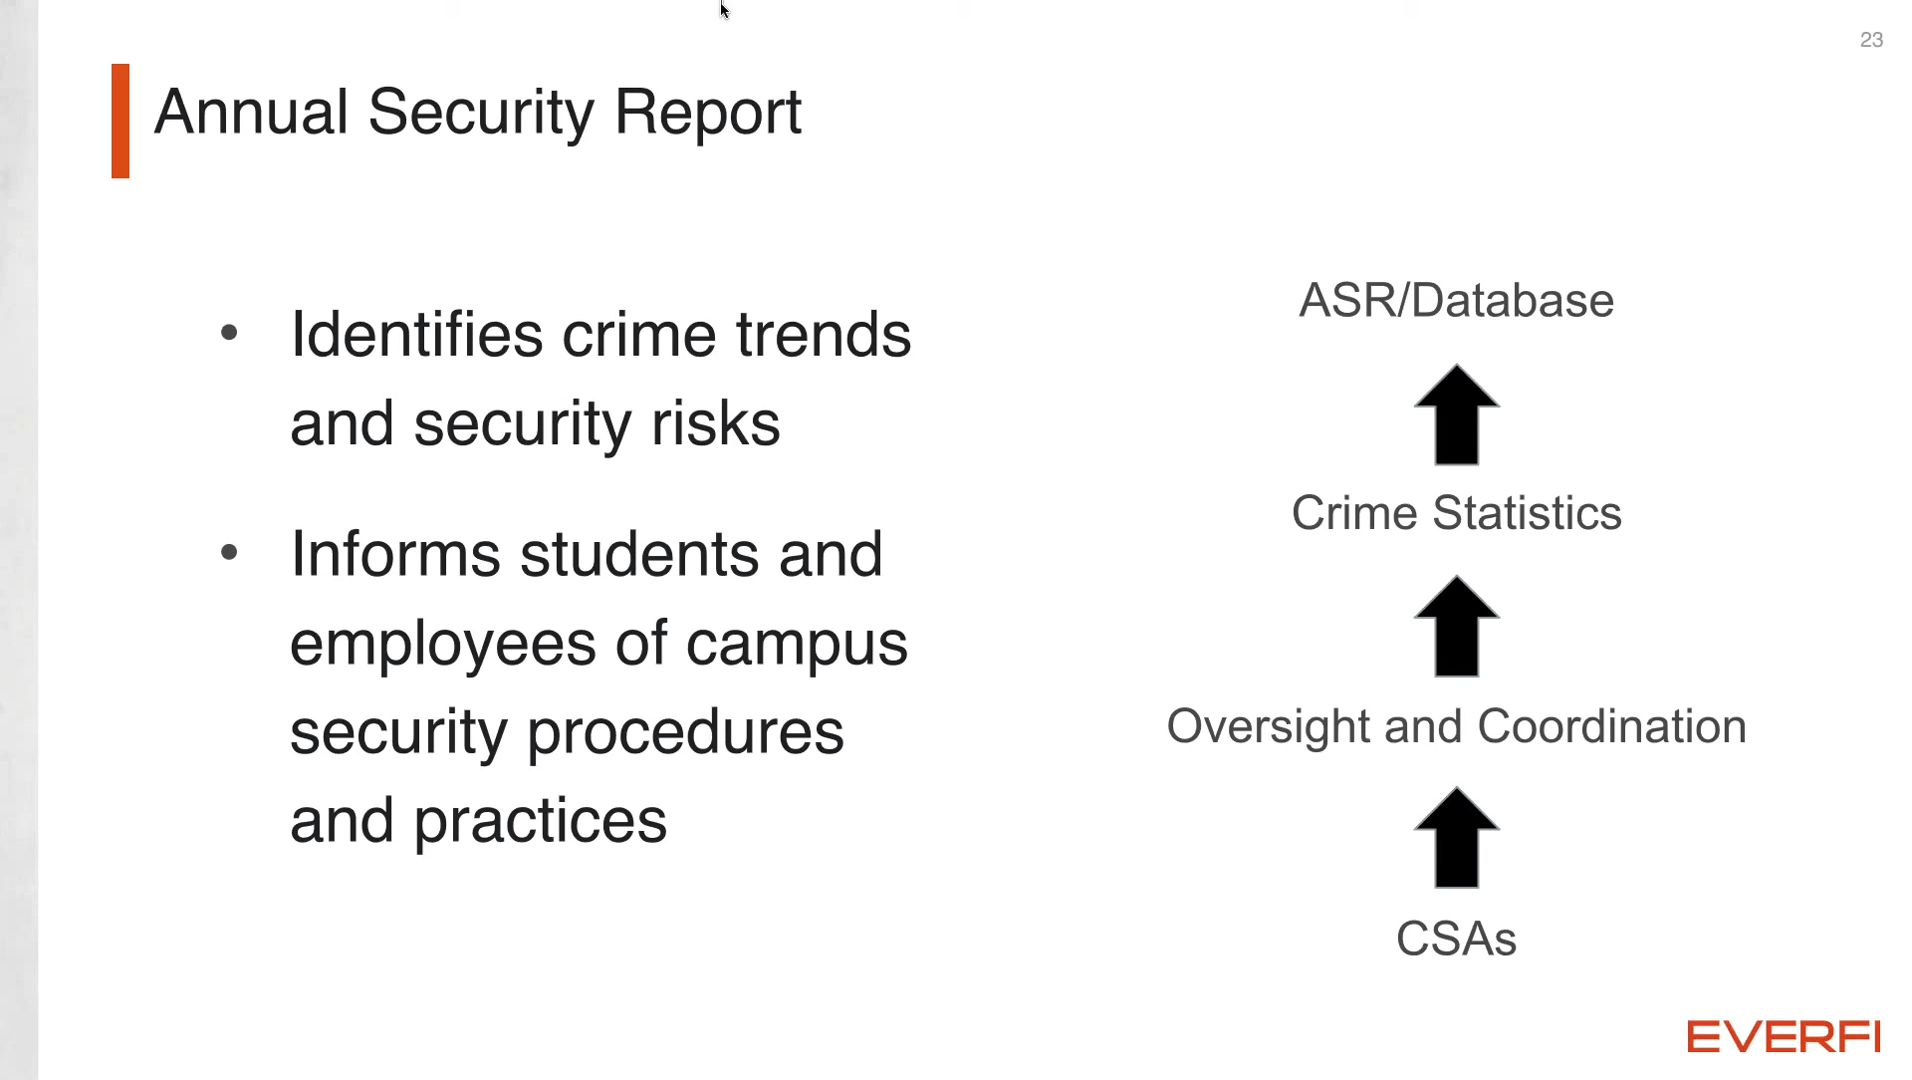 23
Annual Security Report
• Identifies crime trends
and security risks
• Informs students and
employees of campus
security procedures
and practices
ASR/Database
Crime Statistics
Oversight and Coordination
CSAs
EVERFI